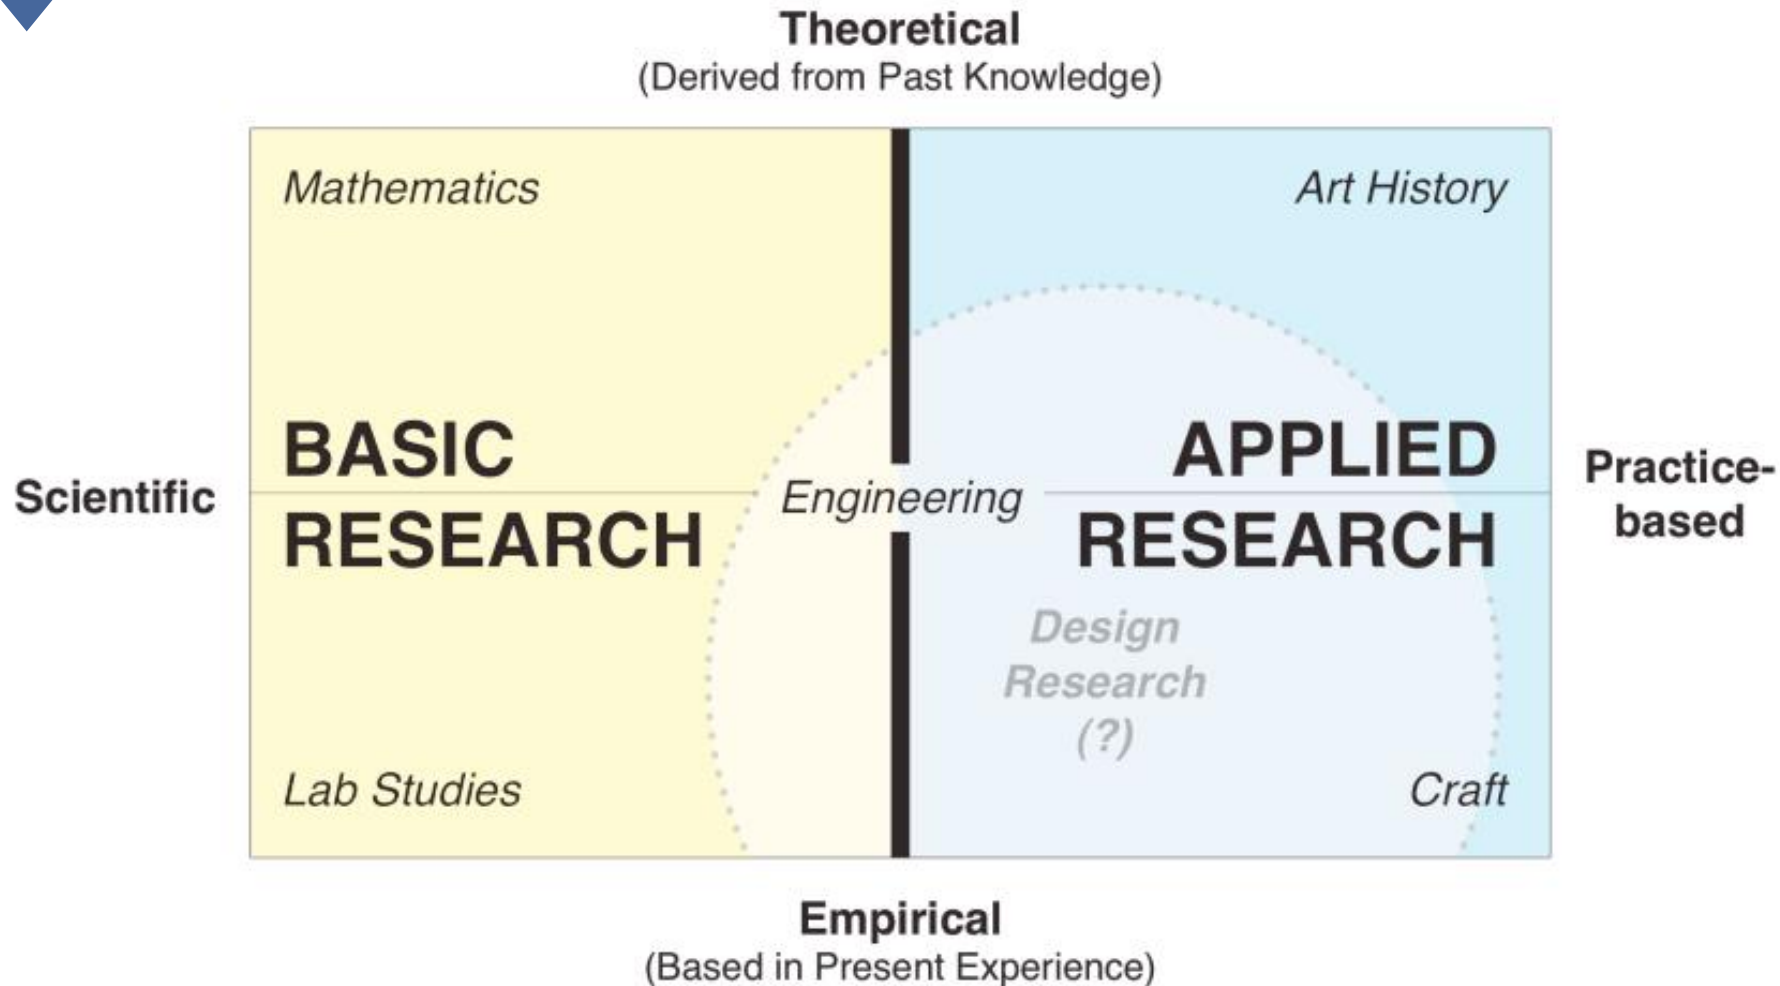 Theoretical
(Derived from Past Knowledge)
Mathematics
Art History
BASIC
RESEARCH
APPLIED
RESEARCH
Scientific
Engineering
Practice-
based
Design
Research
(?)
Lab Studies
Craft
Empirical
(Based in Present Experience)